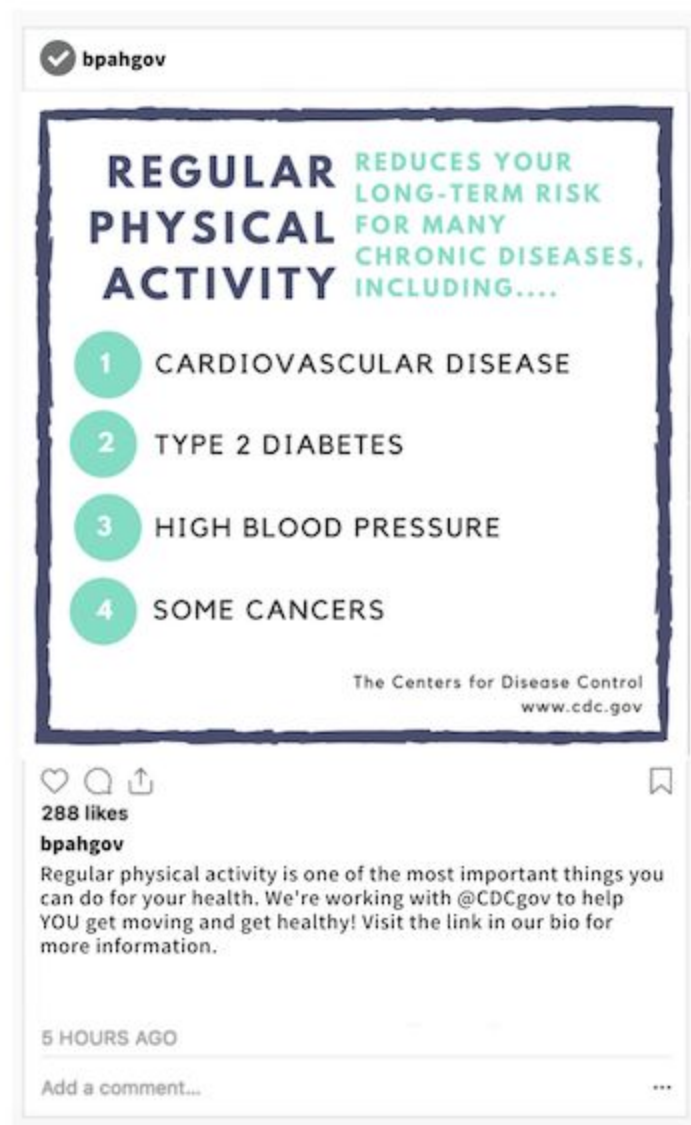 bpahgov
REGULAR
PHYSICAL
ACTIVITY
REDUCES YOUR
LONG-TERM RISK
FOR MANY
CHRONIC DISEASES,
INCLUDING....
1 CARDIOVASCULAR DISEASE
2 TYPE 2 DIABETES
3 HIGH BLOOD PRESSURE
4 SOME CANCERS
The Centers for Disease Control
www.cdc.gov
288 likes
bpahgov
Regular physical activity is one of the most important things you
can do for your health. We're working with @CDCgov to help
YOU get moving and get healthy! Visit the link in our bio for
more information.
5 HOURS AGO
Add a comment...